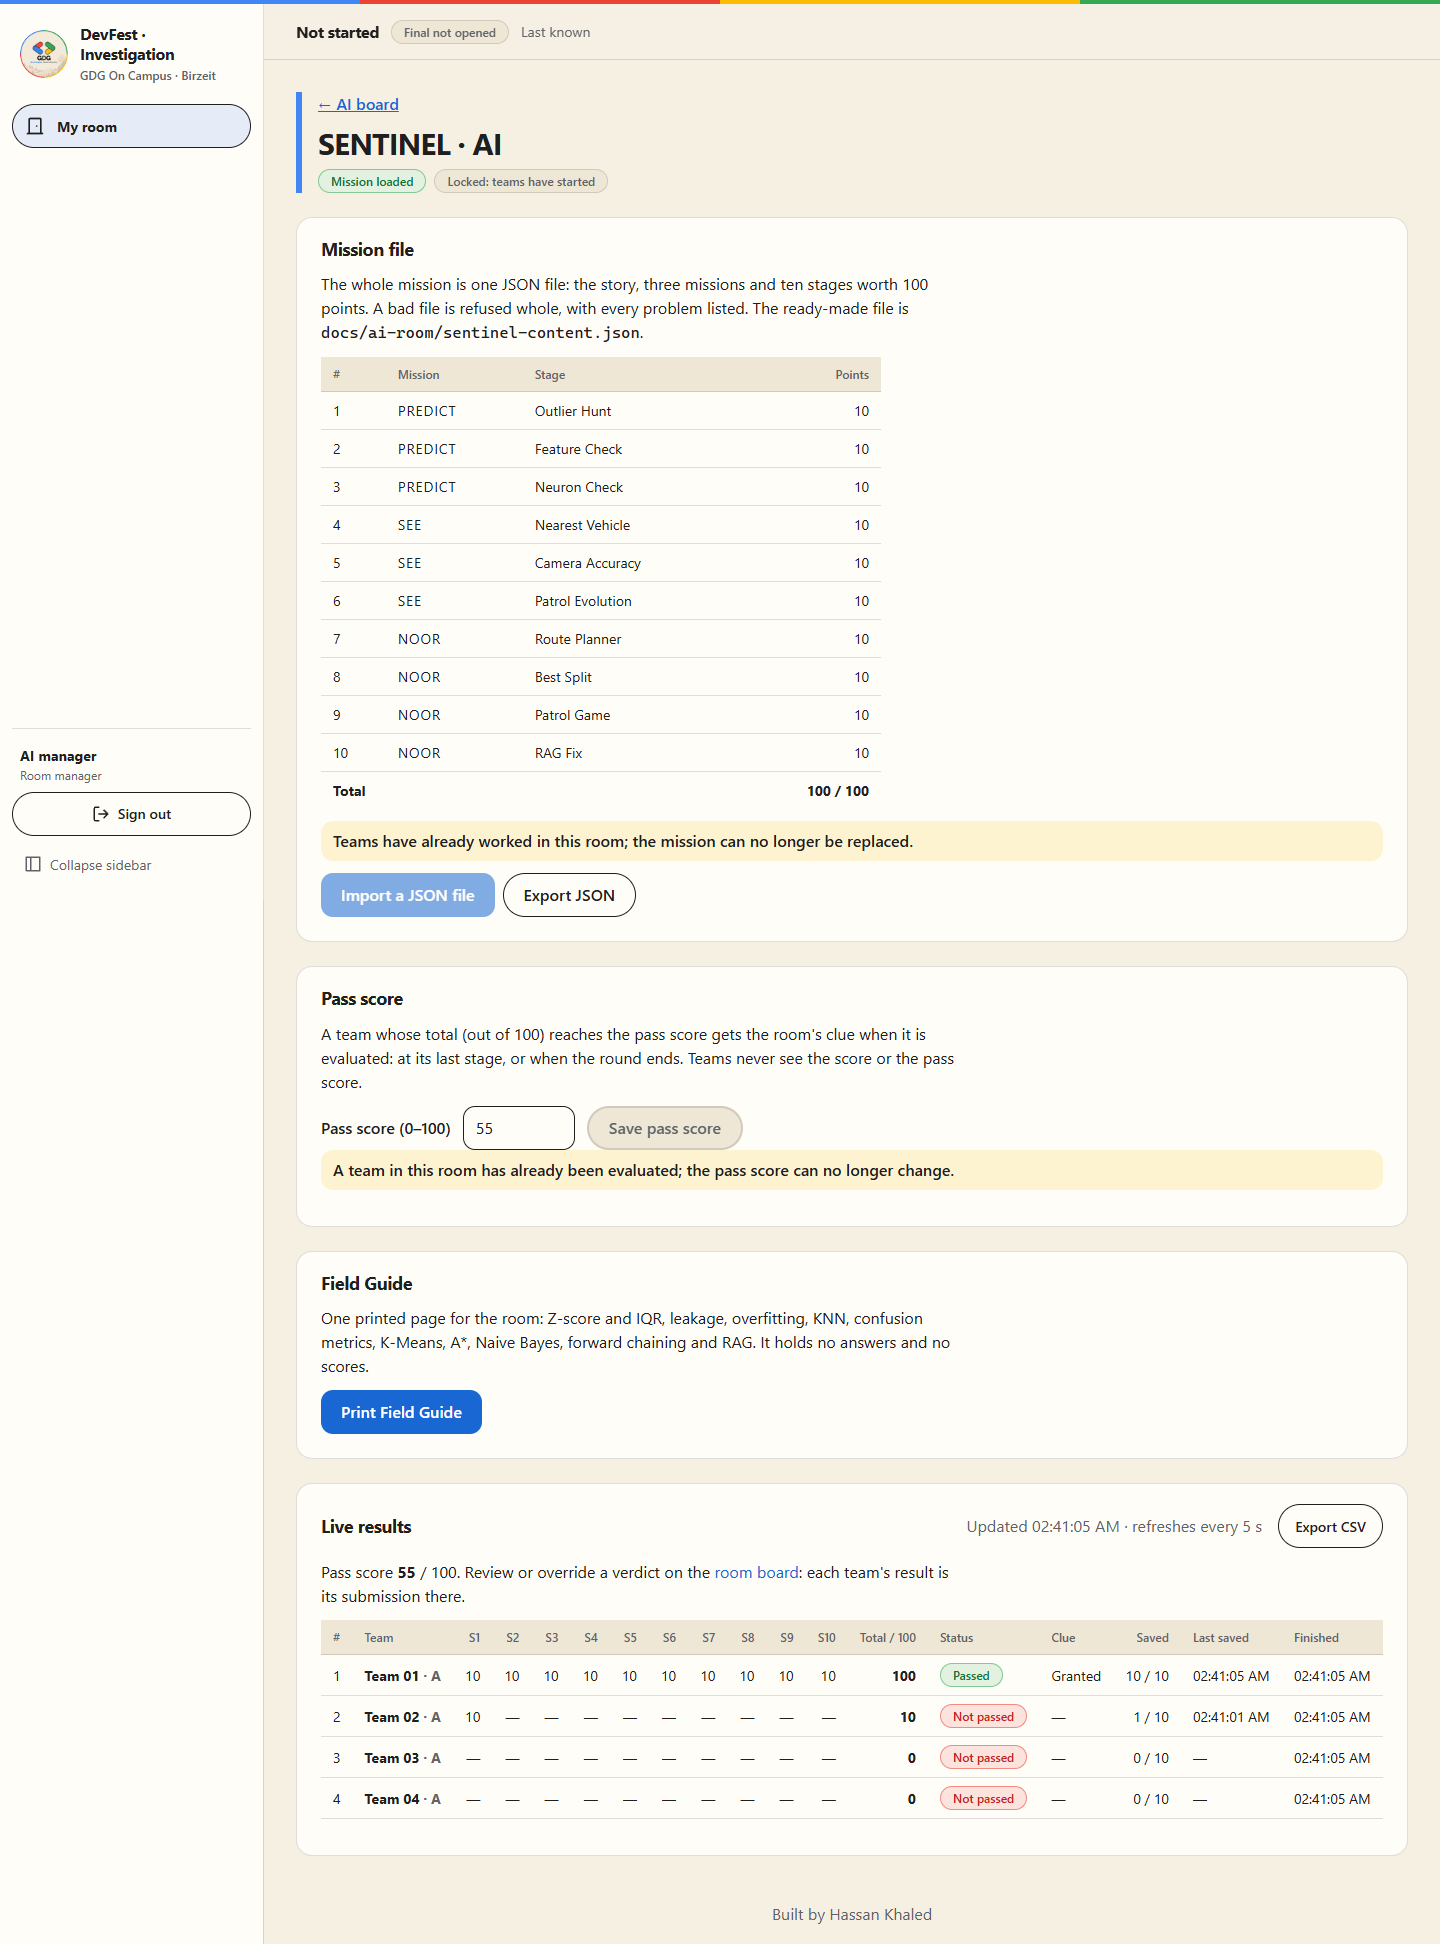 DevFest ·
Investigation
GDG On Campus · Birzeit
GDG
My room
AI manager
Room manager
Sign out
Collapse sidebar
Not started Final not opened Last known
← AI board
SENTINEL · AI
Mission loaded Locked: teams have started
Mission file
The whole mission is one JSON file: the story, three missions and ten stages worth 100
points. A bad file is refused whole, with every problem listed. The ready-made file is
docs/ai-room/sentinel-content.json.
# Mission Stage Points
1 PREDICT Outlier Hunt 10
2 PREDICT Feature Check 10
3 PREDICT Neuron Check 10
4 SEE Nearest Vehicle 10
5 SEE Camera Accuracy 10
6 SEE Patrol Evolution 10
7 NOOR Route Planner 10
8 NOOR Best Split 10
9 NOOR Patrol Game 10
10 NOOR RAG Fix 10
Total 100 / 100
Teams have already worked in this room; the mission can no longer be replaced.
Import a JSON file Export JSON
Pass score
A team whose total (out of 100) reaches the pass score gets the room's clue when it is
evaluated: at its last stage, or when the round ends. Teams never see the score or the pass
score.
Pass score (0–100) 55 Save pass score
A team in this room has already been evaluated; the pass score can no longer change.
Field Guide
One printed page for the room: Z-score and IQR, leakage, overfitting, KNN, confusion
metrics, K-Means, A*, Naive Bayes, forward chaining and RAG. It holds no answers and no
scores.
Print Field Guide
Live results Updated 02:41:05 AM · refreshes every 5 s Export CSV
Pass score 55 / 100. Review or override a verdict on the room board: each team's result is
its submission there.
# Team S1 S2 S3 S4 S5 S6 S7 S8 S9 S10 Total / 100 Status Clue Saved Last saved Finished
1 Team 01 · A 10 10 10 10 10 10 10 10 10 10 100 Passed Granted 10 / 10 02:41:05 AM 02:41:05 AM
2 Team 02 · A 10 — — — — — — — — — 10 Not passed — 1 / 10 02:41:01 AM 02:41:05 AM
3 Team 03 · A — — — — — — — — — — 0 Not passed — 0 / 10 — 02:41:05 AM
4 Team 04 · A — — — — — — — — — — 0 Not passed — 0 / 10 — 02:41:05 AM
Built by Hassan Khaled